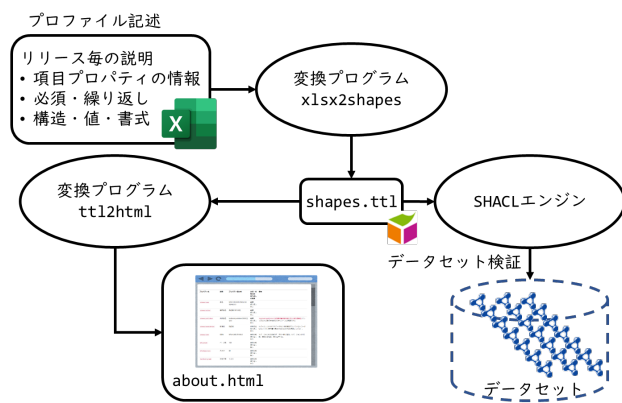 プロファイル記述
リリース毎の説明
• 項目プロパティの情報
• 必須・繰り返し
• 構造・値・書式
X
変換プログラム
xlsx2shapes
変換プログラム
ttl2html
shapes.ttl
SHACLエンジン
データセット検証
about.html
データセット